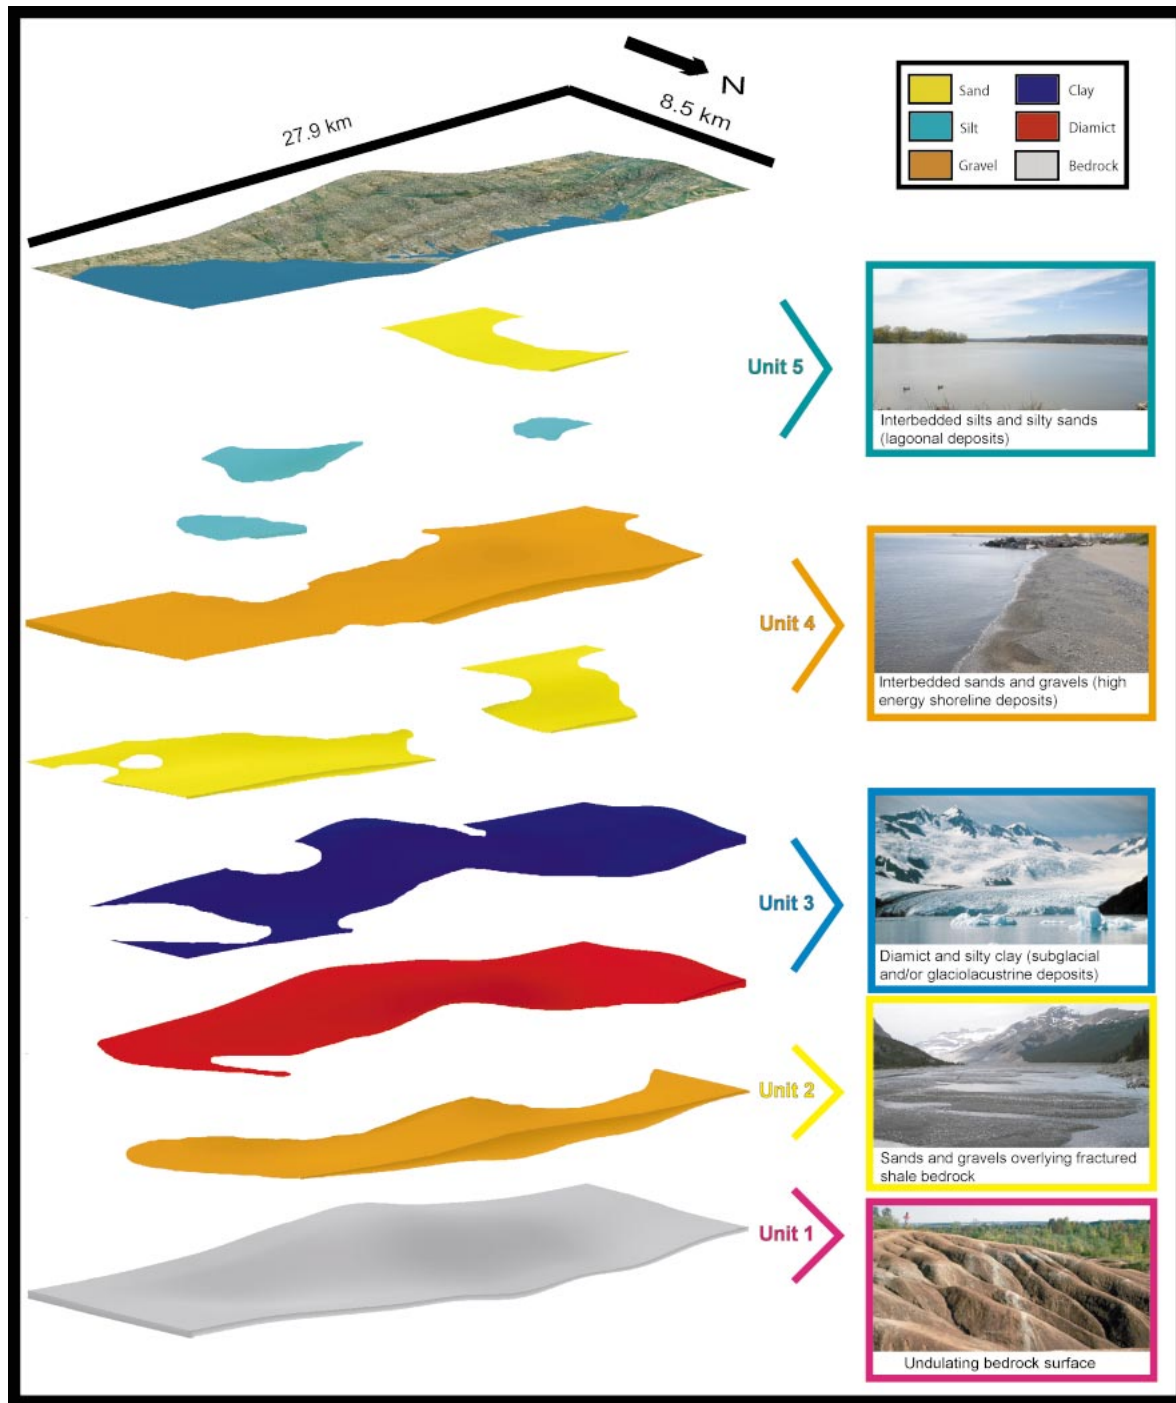 N
27.9 km
8.5 km
Sand
Clay
Silt
Diamict
Gravel
Bedrock
Unit 5
Interbedded silts and silty sands
(lagoonal deposits)
Unit 4
Interbedded sands and gravels (high
energy shoreline deposits)
Unit 3
Diamict and silty clay (subglacial
and/or glaciolacustrine deposits)
Unit 2
Sands and gravels overlying fractured
shale bedrock
Unit 1
Undulating bedrock surface